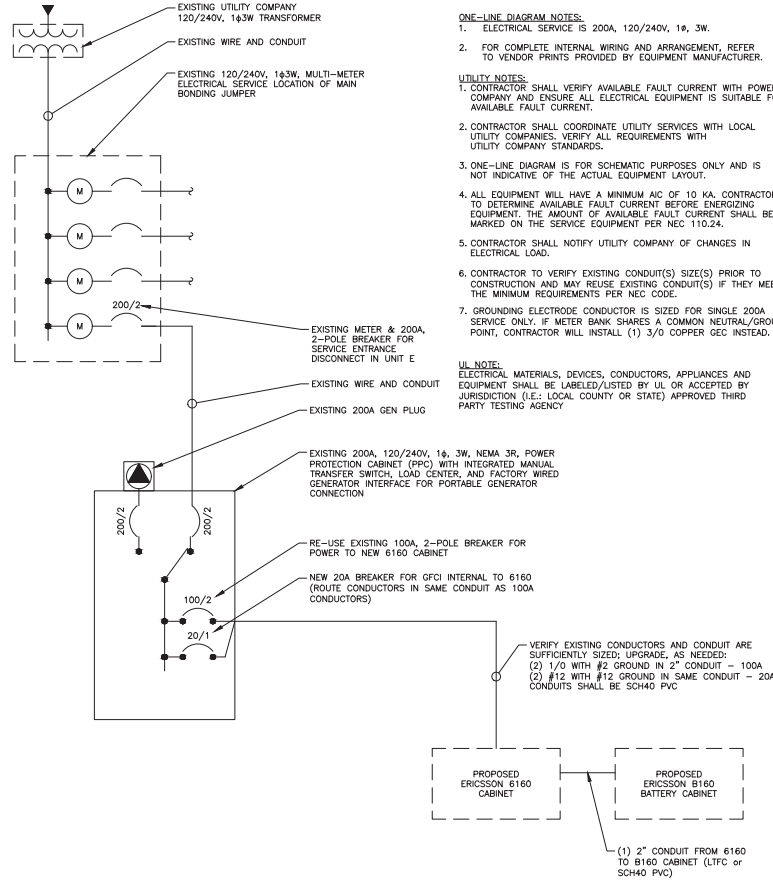 EXISTING UTILITY COMPANY
120/240V, 1ϕ3W TRANSFORMER
EXISTING WIRE AND CONDUIT
EXISTING 120/240V, 1ϕ3W, MULTI-METER
ELECTRICAL SERVICE LOCATION OF MAIN
BONDING JUMPER
M
M
M
200/2
M
EXISTING METER & 200A,
2-POLE BREAKER FOR
SERVICE ENTRANCE
DISCONNECT IN UNIT E
EXISTING WIRE AND CONDUIT
EXISTING 200A GEN PLUG
EXISTING 200A, 120/240V, 1ϕ, 3W, NEMA 3R, POWER
PROTECTION CABINET (PPC) WITH INTEGRATED MANUAL
TRANSFER SWITCH, LOAD CENTER, AND FACTORY WIRED
GENERATOR INTERFACE FOR PORTABLE GENERATOR
CONNECTION
200/2
200/2
RE-USE EXISTING 100A, 2-POLE BREAKER FOR
POWER TO NEW 6160 CABINET
NEW 20A BREAKER FOR GFCI INTERNAL TO 6160
(ROUTE CONDUCTORS IN SAME CONDUIT AS 100A
CONDUCTORS)
100/2
20/1
VERIFY EXISTING CONDUCTORS AND CONDUIT ARE
SUFFICIENTLY SIZED; UPGRADE, AS NEEDED:
(2) 1/0 WITH #2 GROUND IN 2" CONDUIT - 100A
(2) #12 WITH #12 GROUND IN SAME CONDUIT - 20A
CONDUITS SHALL BE SCH40 PVC
PROPOSED
ERICSSON 6160
CABINET
PROPOSED
ERICSSON B160
BATTERY CABINET
(1) 2" CONDUIT FROM 6160
TO B160 CABINET (LTFC or
SCH40 PVC)
ONE-LINE DIAGRAM NOTES:
1. ELECTRICAL SERVICE IS 200A, 120/240V, 1ø, 3W.
2. FOR COMPLETE INTERNAL WIRING AND ARRANGEMENT, REFER
TO VENDOR PRINTS PROVIDED BY EQUIPMENT MANUFACTURER.
UTILITY NOTES:
1. CONTRACTOR SHALL VERIFY AVAILABLE FAULT CURRENT WITH POWER
COMPANY AND ENSURE ALL ELECTRICAL EQUIPMENT IS SUITABLE
AVAILABLE FAULT CURRENT.
2. CONTRACTOR SHALL COORDINATE UTILITY SERVICES WITH LOCAL
UTILITY COMPANIES. VERIFY ALL REQUIREMENTS WITH
UTILITY COMPANY STANDARDS.
3. ONE-LINE DIAGRAM IS FOR SCHEMATIC PURPOSES ONLY AND IS
NOT INDICATIVE OF THE ACTUAL EQUIPMENT LAYOUT.
4. ALL EQUIPMENT WILL HAVE A MINIMUM AIC OF 10 KA. CONTRACTOR
TO DETERMINE AVAILABLE FAULT CURRENT BEFORE ENERGIZING
EQUIPMENT. THE AMOUNT OF AVAILABLE FAULT CURRENT SHALL BE
MARKED ON THE SERVICE EQUIPMENT PER NEC 110.24.
5. CONTRACTOR SHALL NOTIFY UTILITY COMPANY OF CHANGES IN
ELECTRICAL LOAD.
6. CONTRACTOR TO VERIFY EXISTING CONDUIT(S) SIZE(S) PRIOR TO
CONSTRUCTION AND MAY REUSE EXISTING CONDUIT(S) IF THEY
THE MINIMUM REQUIREMENTS PER NEC CODE.
7. GROUNDING ELECTRODE CONDUCTOR IS SIZED FOR SINGLE 200A
SERVICE ONLY. IF METER BANK SHARES A COMMON
POINT, CONTRACTOR WILL INSTALL (1) 3/0 COPPER GEC INSTEAD.
UL NOTE:
ELECTRICAL MATERIALS, DEVICES, CONDUCTORS, APPLIANCES AND
EQUIPMENT SHALL BE LABELED/LISTED BY UL OR ACCEPTED BY
JURISDICTION (I.E.: LOCAL COUNTY OR STATE) APPROVED THIRD
PARTY TESTING AGENCY